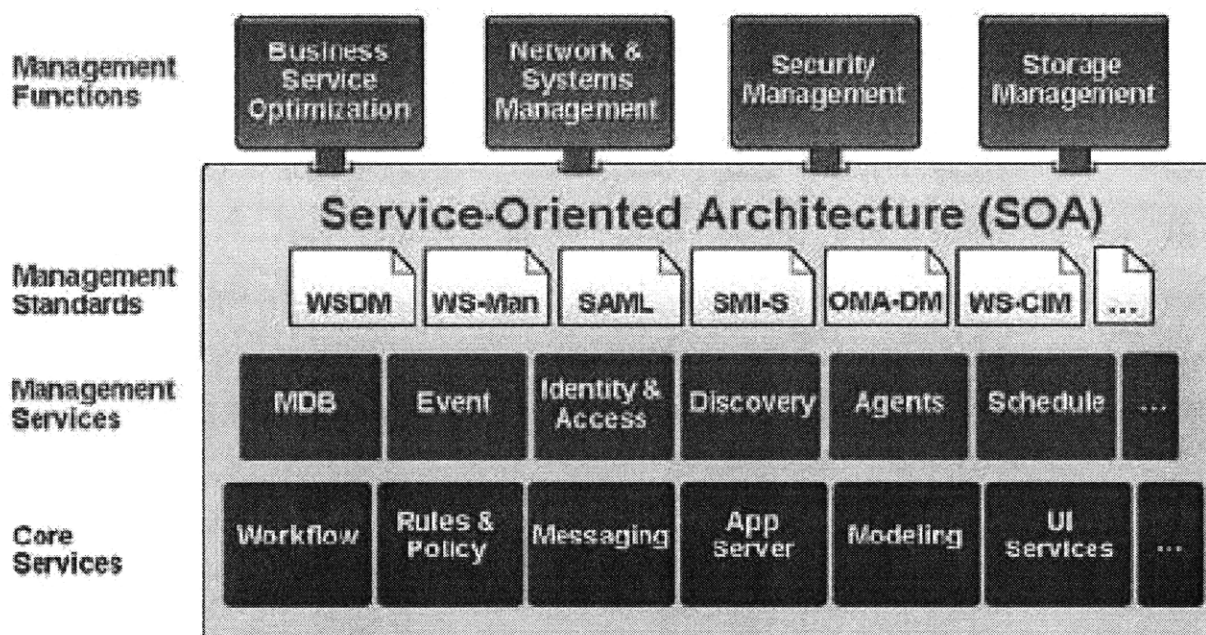 Management
Functions
Business
Service
Optimization
Network &
Systems
Management
Security
Management
Storage
Management
Service-Oriented Architecture (SOA)
Management
Standards
WSDM
WS-Man
SAML
SMI-S
OMA-DM
WS-CIM
...
Management
Services
MDB
Event
Identity &
Access
Discovery
Agents
Schedule
...
Core
Services
Workflow
Rules &
Policy
Messaging
App
Server
Modeling
UI
Services
...